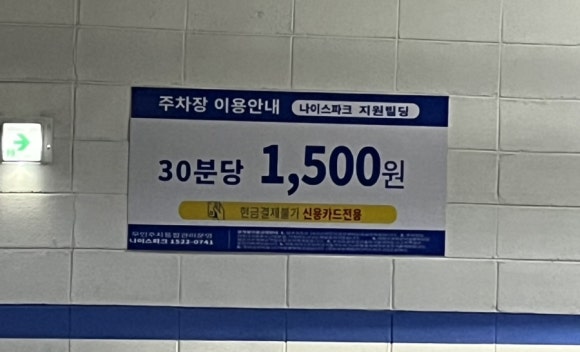 주차장 이용안내 나이스파크 지원빌딩
30분당 1,500원
현금결제불가 신용카드전용
무인주차통합관리운영
나이스파크 1522-0741